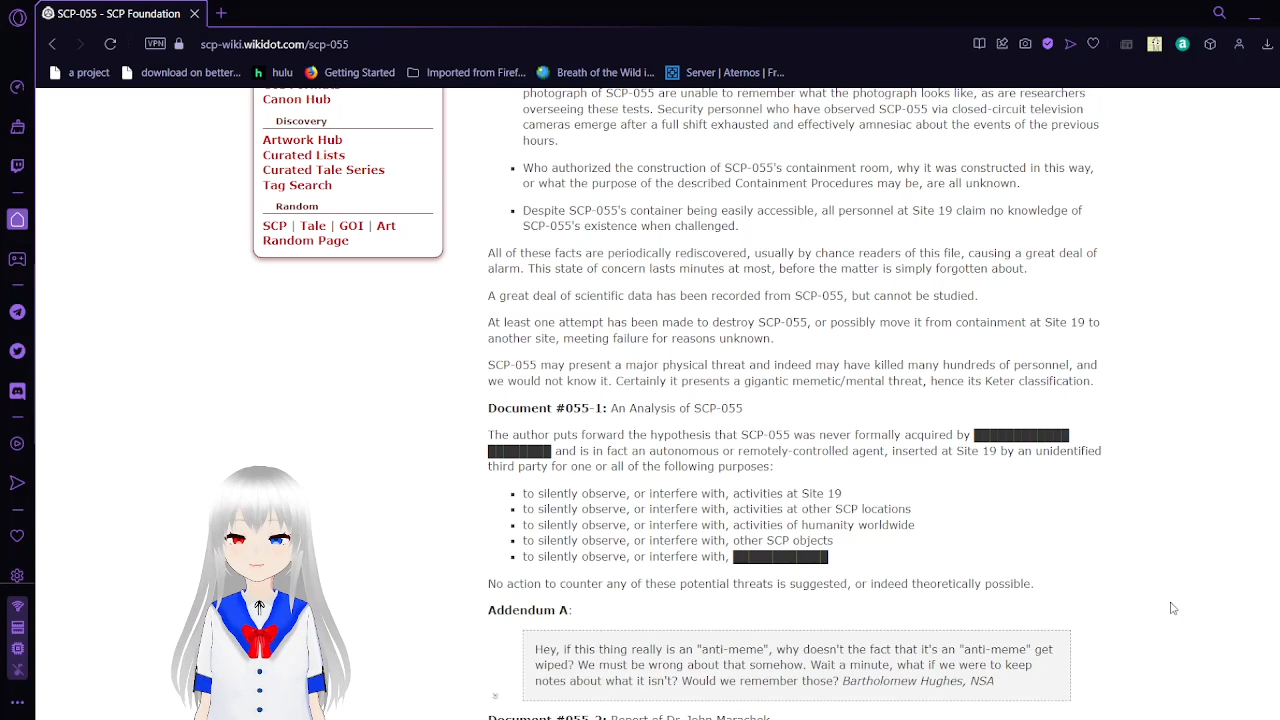 SCP-055 - SCP Foundation
VPN
scp-wiki.wikidot.com/scp-055
a
a project
download on better...
h
hulu
Getting Started
Imported from Firef...
Breath of the Wild i...
Server | Aternos | Fr...
Canon Hub
Discovery
Artwork Hub
Curated Lists
Curated Tale Series
Tag Search
Random
SCP | Tale | GOI | Art
Random Page
photograph of SCP-055 are unable to remember what the photograph looks like, as are researchers
overseeing these tests. Security personnel who have observed SCP-055 via closed-circuit television
cameras emerge after a full shift exhausted and effectively amnesiac about the events of the previous
hours.
Who authorized the construction of SCP-055's containment room, why it was constructed in this way,
or what the purpose of the described Containment Procedures may be, are all unknown.
Despite SCP-055's container being easily accessible, all personnel at Site 19 claim no knowledge of
SCP-055's existence when challenged.
All of these facts are periodically rediscovered, usually by chance readers of this file, causing a great deal of
alarm. This state of concern lasts minutes at most, before the matter is simply forgotten about.
A great deal of scientific data has been recorded from SCP-055, but cannot be studied.
At least one attempt has been made to destroy SCP-055, or possibly move it from containment at Site 19 to
another site, meeting failure for reasons unknown.
SCP-055 may present a major physical threat and indeed may have killed many hundreds of personnel, and
we would not know it. Certainly it presents a gigantic memetic/mental threat, hence its Keter classification.
Document #055-1: An Analysis of SCP-055
The author puts forward the hypothesis that SCP-055 was never formally acquired by ████████████
████████ and is in fact an autonomous or remotely-controlled agent, inserted at Site 19 by an unidentified
third party for one or all of the following purposes:
to silently observe, or interfere with, activities at Site 19
to silently observe, or interfere with, activities at other SCP locations
to silently observe, or interfere with, activities of humanity worldwide
to silently observe, or interfere with, other SCP objects
to silently observe, or interfere with, ████████████
No action to counter any of these potential threats is suggested, or indeed theoretically possible.
Addendum A:
Hey, if this thing really is an "anti-meme", why doesn't the fact that it's an "anti-meme" get
wiped? We must be wrong about that somehow. Wait a minute, what if we were to keep
notes about what it isn't? Would we remember those? Bartholomew Hughes, NSA
Document #055-2: Report of Dr. John Marachek